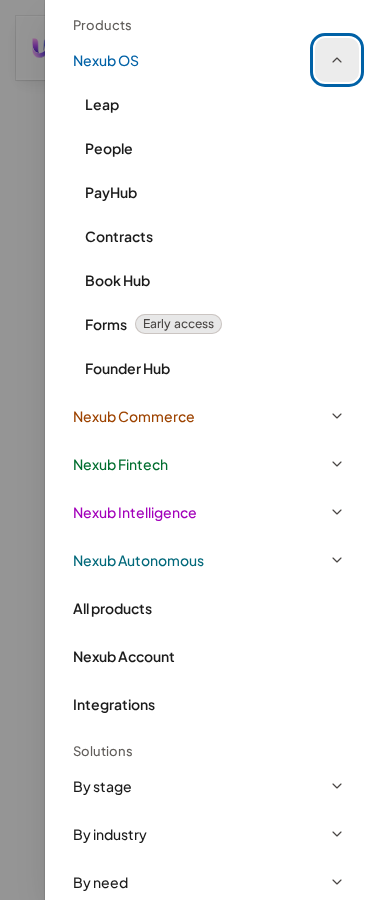 Products
Nexub OS
Leap
People
PayHub
Contracts
Book Hub
Forms Early access
Founder Hub
Nexub Commerce
Nexub Fintech
Nexub Intelligence
Nexub Autonomous
All products
Nexub Account
Integrations
Solutions
By stage
By industry
By need